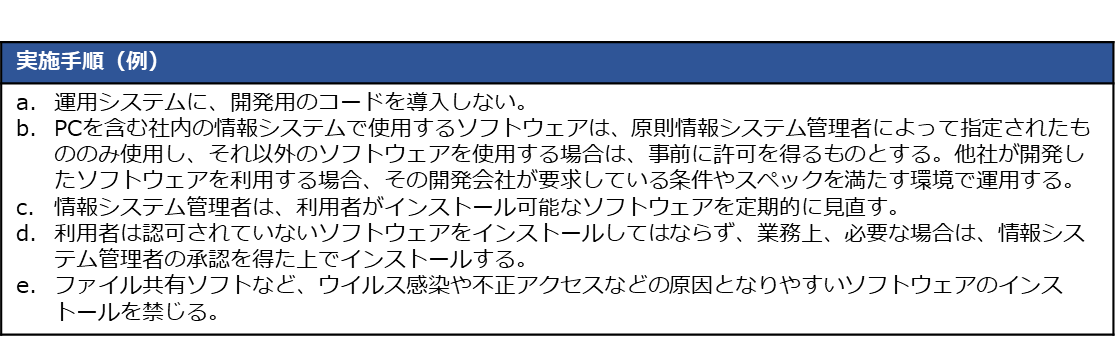 実施手順（例）
a. 運用システムに、開発用のコードを導入しない。
b. PCを含む社内の情報システムで使用するソフトウェアは、原則情報システム管理者によって指定されたも
ののみ使用し、それ以外のソフトウェアを使用する場合は、事前に許可を得るものとする。他社が開発し
たソフトウェアを利用する場合、その開発会社が要求している条件やスペックを満たす環境で運用する。
c. 情報システム管理者は、利用者がインストール可能なソフトウェアを定期的に見直す。
d. 利用者は認可されていないソフトウェアをインストールしてはならず、業務上、必要な場合は、情報シス
テム管理者の承認を得た上でインストールする。
e. ファイル共有ソフトなど、ウイルス感染や不正アクセスなどの原因となりやすいソフトウェアのインス
トールを禁じる。